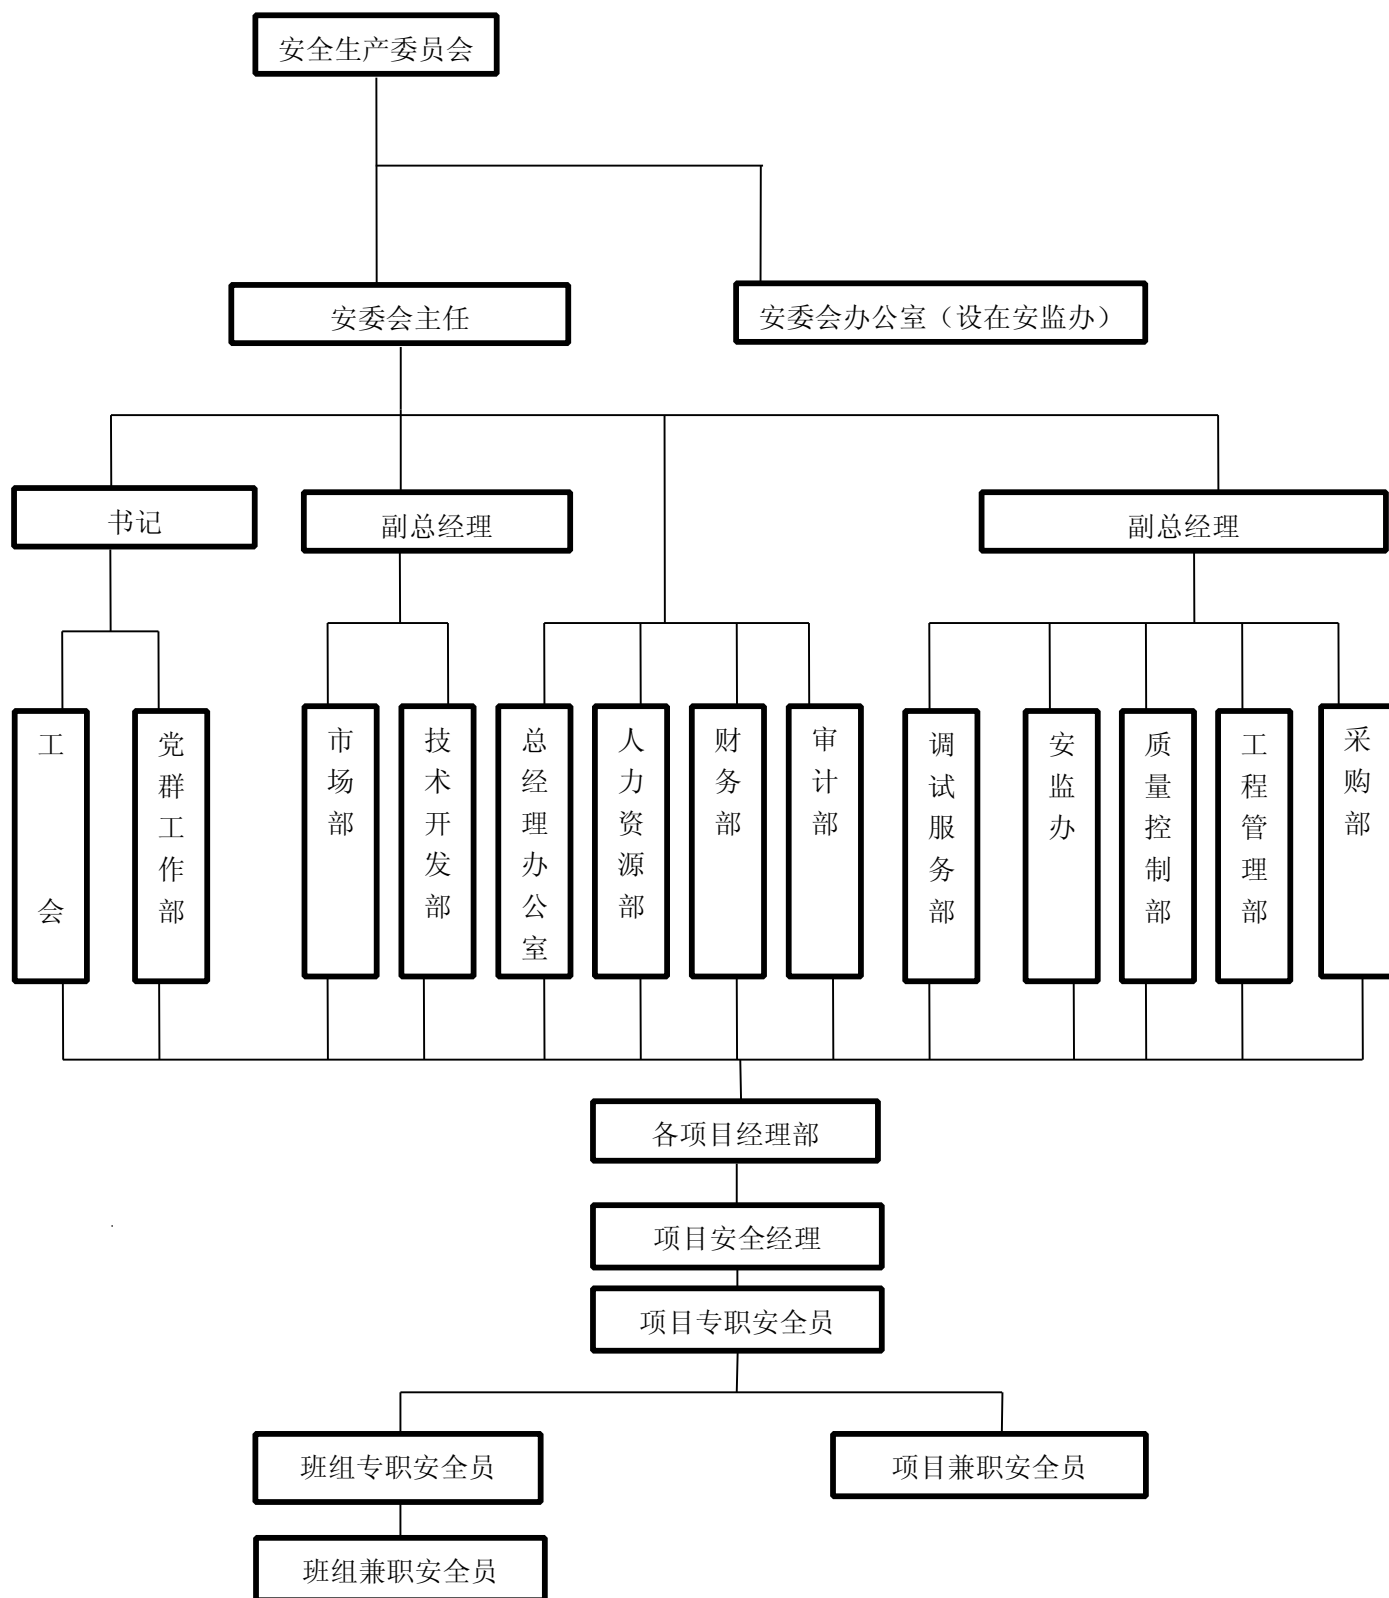 安全生产委员会
安委会主任
安委会办公室（设在安监办）
书记
副总经理
副总经理
工会
党群工作部
市场部
技术开发部
总经理办公室
人力资源部
财务部
审计部
调试服务部
安监办
质量控制部
工程管理部
采购部
各项目经理部
项目安全经理
项目专职安全员
班组专职安全员
项目兼职安全员
班组兼职安全员